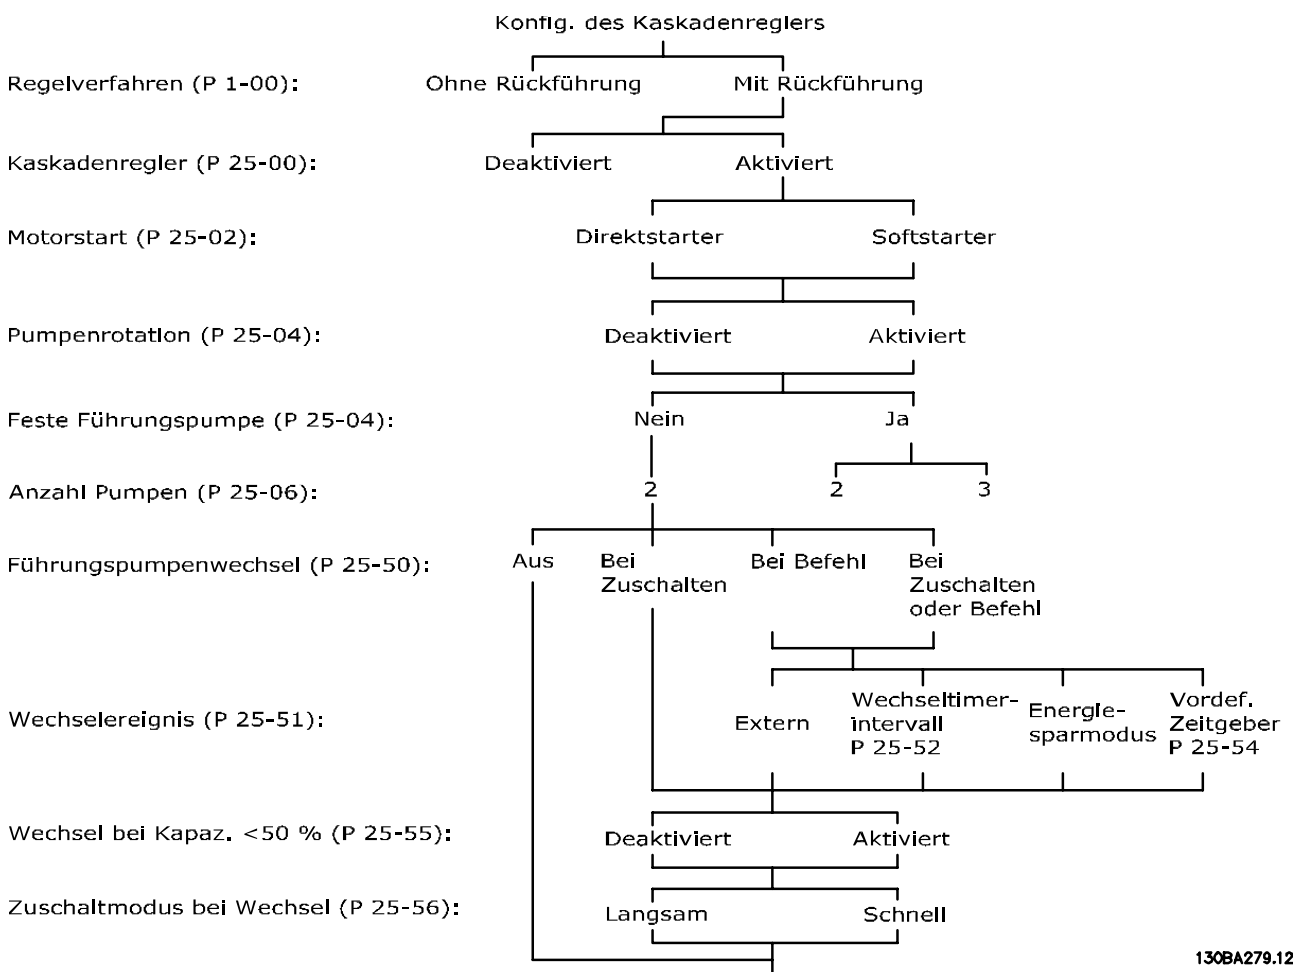 Konfig. des Kaskadenreglers
Regelverfahren (P 1-00): Ohne Rückführung Mit Rückführung
Kaskadenregler (P 25-00): Deaktiviert Aktiviert
Motorstart (P 25-02): Direktstarter Softstarter
Pumpenrotation (P 25-04): Deaktiviert Aktiviert
Feste Führungspumpe (P 25-04): Nein Ja
Anzahl Pumpen (P 25-06): 2 2 3
Führungspumpenwechsel (P 25-50): Aus
Bei
Zuschalten
Bei Befehl
Bei
Zuschalten
oder Befehl
Wechselereignis (P 25-51): Extern
Wechseltimer-
intervall
P 25-52
Energie-
sparmodus
Vordef.
Zeitgeber
P 25-54
Wechsel bei Kapaz. <50 % (P 25-55): Deaktiviert Aktiviert
Zuschaltmodus bei Wechsel (P 25-56): Langsam Schnell
130BA279.12